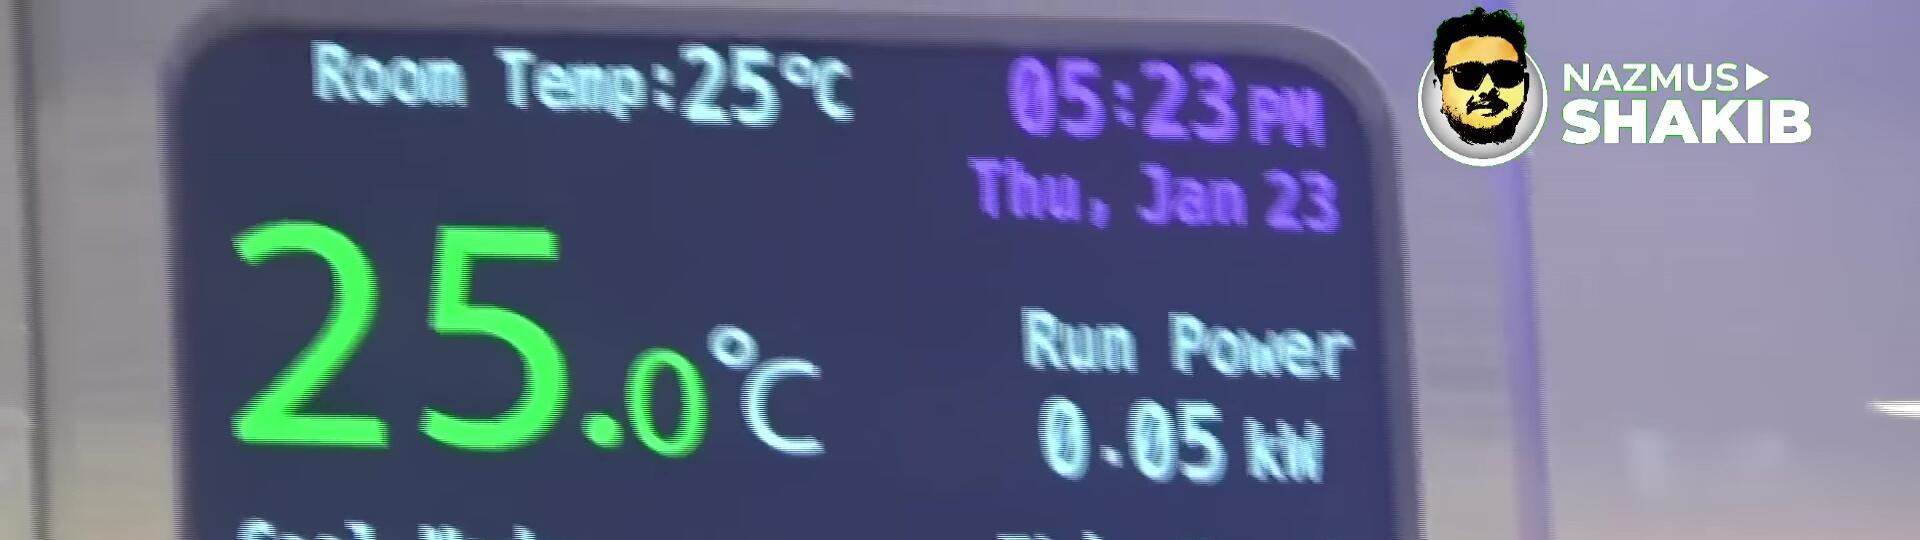 Room Temp:25°C
05:23 PM
Thu, Jan 23
25.0°C
Run Power
0.05 kW
NAZMUS
SHAKIB